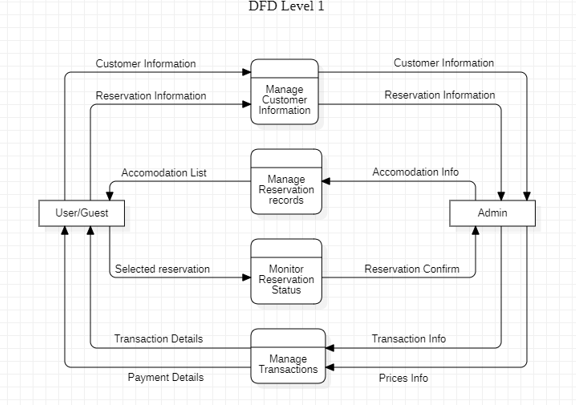 DFD Level 1
Customer Information
Customer Information
Manage
Customer
Information
Reservation Information
Reservation Information
Accomodation List
Accomodation Info
Manage
Reservation
records
User/Guest
Admin
Monitor
Reservation
Status
Selected reservation
Reservation Confirm
Transaction Details
Transaction Info
Manage
Transactions
Payment Details
Prices Info